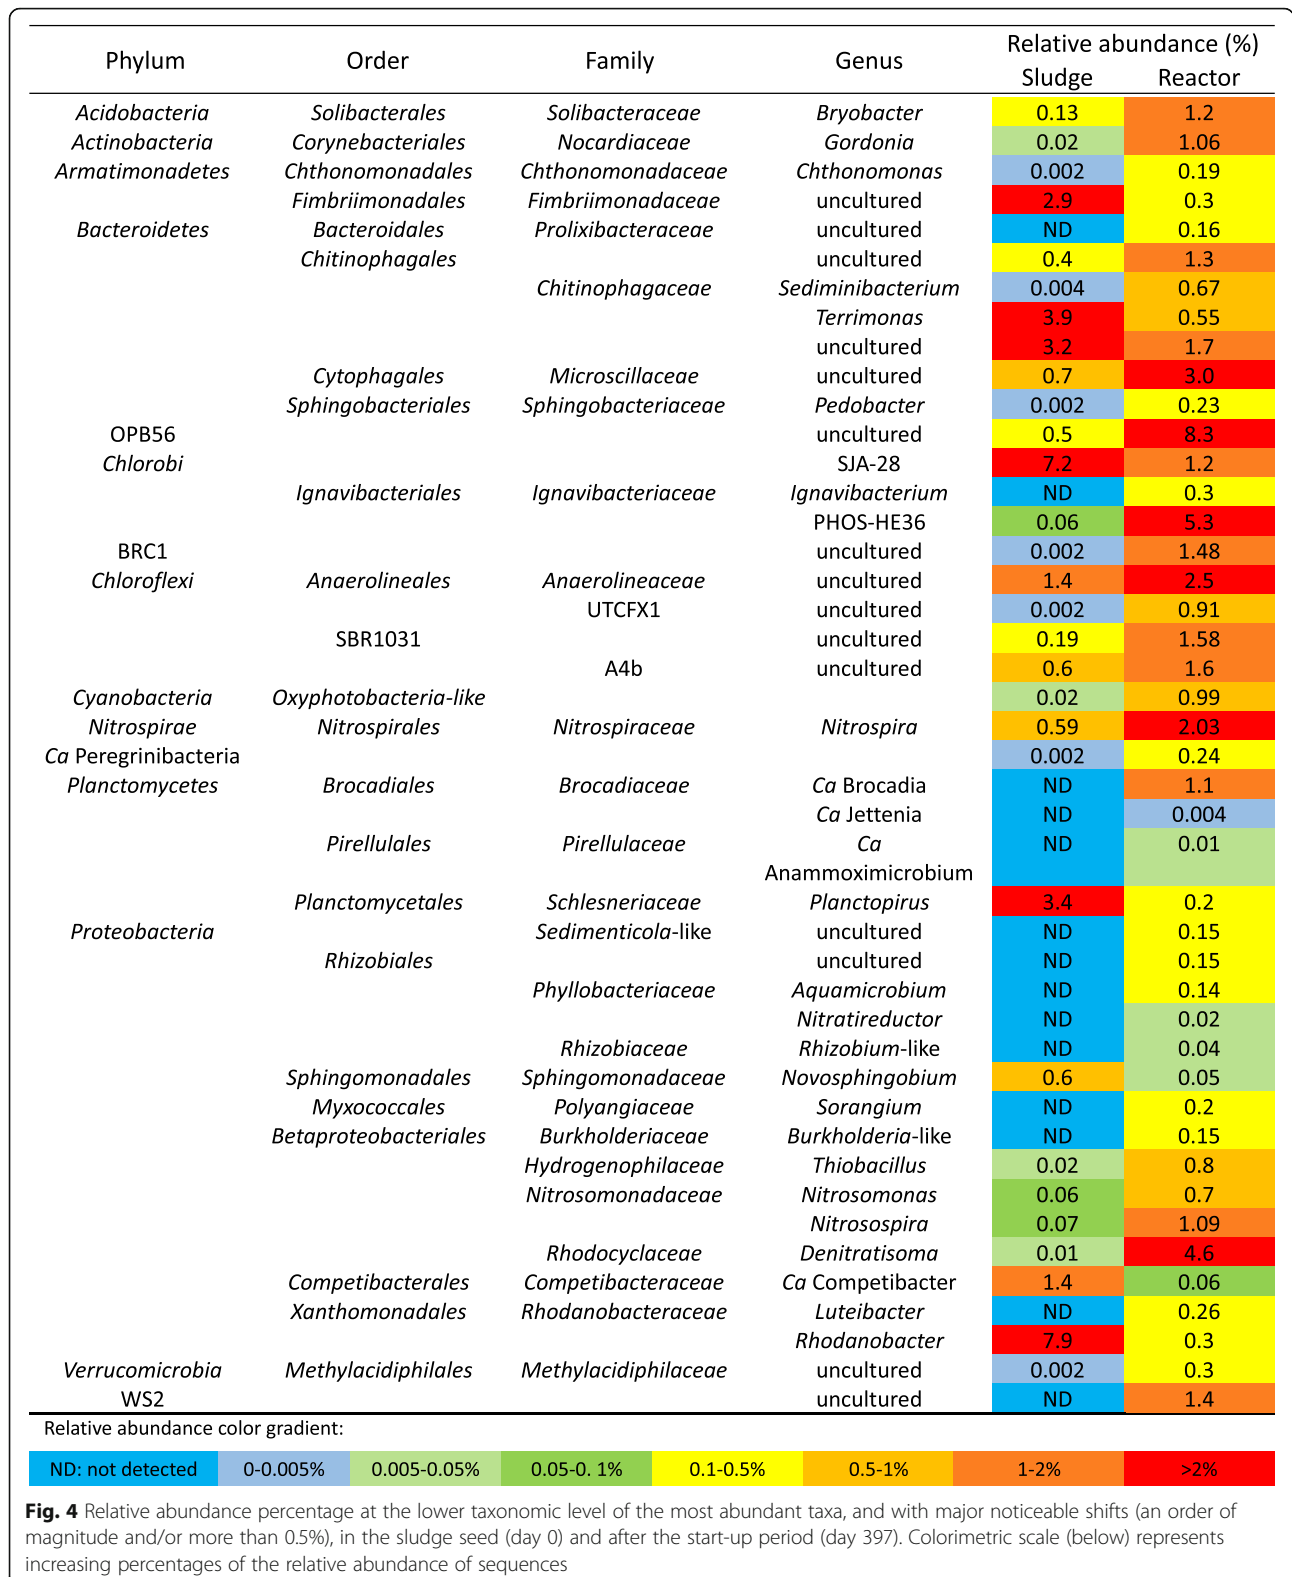 Phylum Order Family Genus Relative abundance (%)
Sludge Reactor
Acidobacteria Solibacterales Solibacteraceae Bryobacter 0.13 1.2
Actinobacteria Corynebacteriales Nocardiaceae Gordonia 0.02 1.06
Armatimonadetes Chthonomonadales Chthonomonadaceae Chthonomonas 0.002 0.19
Fimbriimonadales Fimbriimonadaceae uncultured 2.9 0.3
Bacteroidetes Bacteroidales Prolixibacteraceae uncultured ND 0.16
Chitinophagales uncultured 0.4 1.3
Chitinophagaceae Sediminibacterium 0.004 0.67
Terrimonas 3.9 0.55
uncultured 3.2 1.7
Cytophagales Microscillaceae uncultured 0.7 3.0
Sphingobacteriales Sphingobacteriaceae Pedobacter 0.002 0.23
OPB56 uncultured 0.5 8.3
Chlorobi SJA-28 7.2 1.2
Ignavibacteriales Ignavibacteriaceae Ignavibacterium ND 0.3
PHOS-HE36 0.06 5.3
BRC1 uncultured 0.002 1.48
Chloroflexi Anaerolineales Anaerolineaceae uncultured 1.4 2.5
UTCFX1 uncultured 0.002 0.91
SBR1031 uncultured 0.19 1.58
A4b uncultured 0.6 1.6
Cyanobacteria Oxyphotobacteria-like 0.02 0.99
Nitrospirae Nitrospirales Nitrospiraceae Nitrospira 0.59 2.03
Ca Peregrinibacteria 0.002 0.24
Planctomycetes Brocadiales Brocadiaceae Ca Brocadia ND 1.1
Ca Jettenia ND 0.004
Pirellulales Pirellulaceae Ca ND 0.01
Anammoximicrobium
Planctomycetales Schlesneriaceae Planctopirus 3.4 0.2
Proteobacteria Sedimenticola-like uncultured ND 0.15
Rhizobiales uncultured ND 0.15
Phyllobacteriaceae Aquamicrobium ND 0.14
Nitratireductor ND 0.02
Rhizobiaceae Rhizobium-like ND 0.04
Sphingomonadales Sphingomonadaceae Novosphingobium 0.6 0.05
Myxococcales Polyangiaceae Sorangium ND 0.2
Betaproteobacteriales Burkholderiaceae Burkholderia-like ND 0.15
Hydrogenophilaceae Thiobacillus 0.02 0.8
Nitrosomonadaceae Nitrosomonas 0.06 0.7
Nitrosospira 0.07 1.09
Rhodocyclaceae Denitratisoma 0.01 4.6
Competibacterales Competibacteraceae Ca Competibacter 1.4 0.06
Xanthomonadales Rhodanobacteraceae Luteibacter ND 0.26
Rhodanobacter 7.9 0.3
Verrucomicrobia Methylacidiphilales Methylacidiphilaceae uncultured 0.002 0.3
WS2 uncultured ND 1.4
Relative abundance color gradient:
ND: not detected 0-0.005% 0.005-0.05% 0.05-0. 1% 0.1-0.5% 0.5-1% 1-2% >2%
Fig. 4 Relative abundance percentage at the lower taxonomic level of the most abundant taxa, and with major noticeable shifts (an order of
magnitude and/or more than 0.5%), in the sludge seed (day 0) and after the start-up period (day 397). Colorimetric scale (below) represents
increasing percentages of the relative abundance of sequences